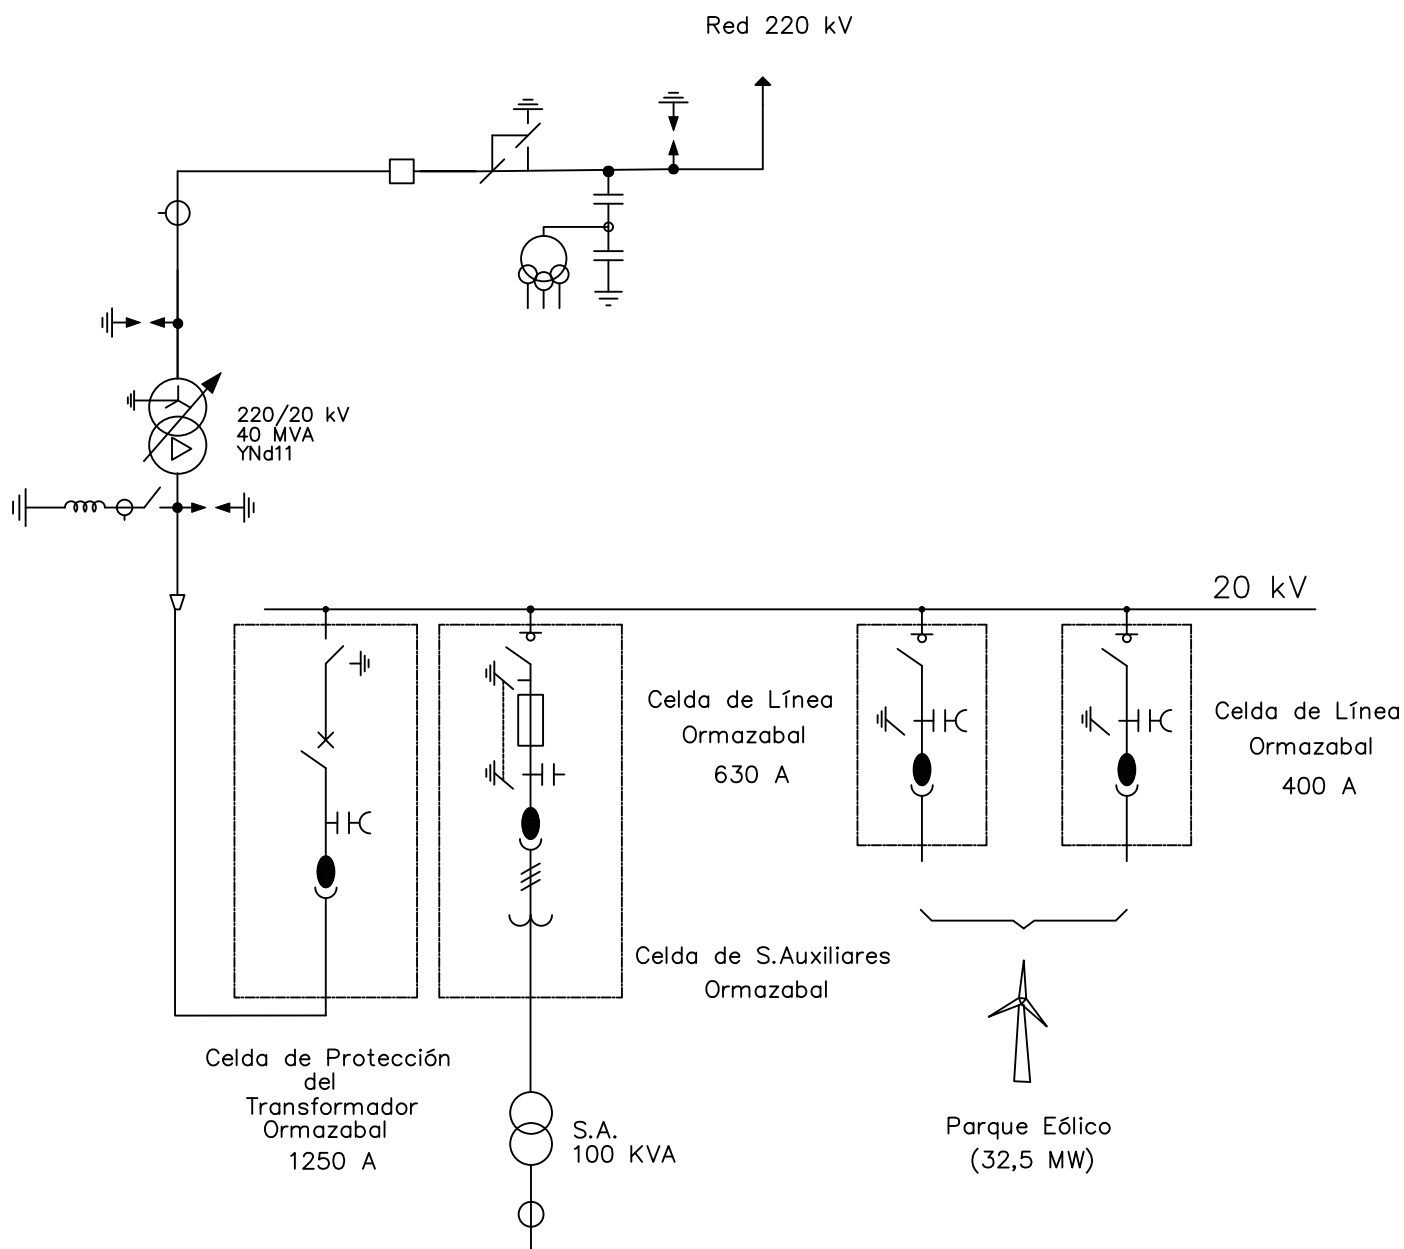 Red 220 kV
220/20 kV
40 MVA
YNd11
20 kV
Celda de Línea
Ormazabal
630 A
Celda de Línea
Ormazabal
400 A
Celda de S.Auxiliares
Ormazabal
Celda de Protección
del
Transformador
Ormazabal
1250 A
S.A.
100 KVA
Parque Eólico
(32,5 MW)